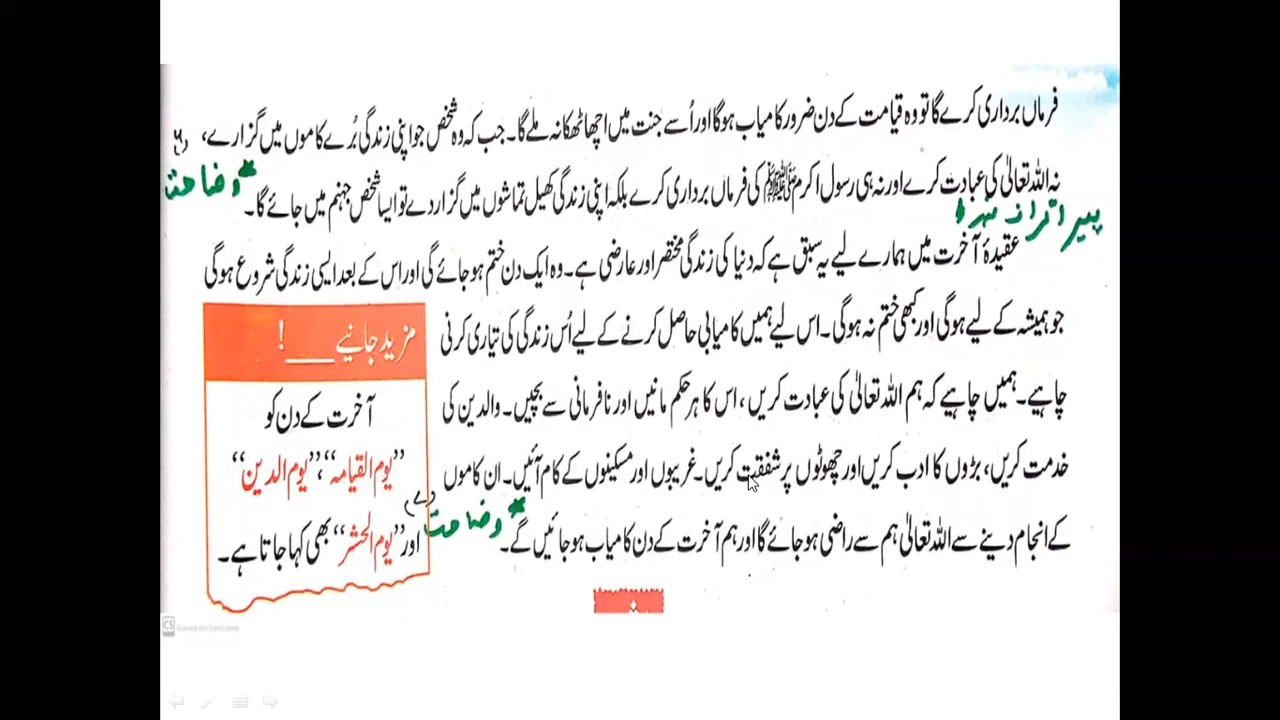 فرماں برداری کرے گا تو وہ قیامت کے دن ضرور کامیاب ہوگا اور اُسے جنت میں اچھا ٹھکانہ ملے گا۔ جب کہ وہ شخص جو اپنی زندگی بُرے کاموں میں گزارے،
نہ اللہ تعالیٰ کی عبادت کرے اور نہ ہی رسول اکرم ﷺ کی فرماں برداری کرے بلکہ اپنی زندگی کھیل تماشوں میں گزار دے تو ایسا شخص جہنم میں جائے گا۔
وضاحت
پیراگراف نمبر
عقیدۂ آخرت میں ہمارے لیے یہ سبق ہے کہ دنیا کی زندگی مختصر اور عارضی ہے۔ وہ ایک دن ختم ہو جائے گی اور اس کے بعد ایسی زندگی شروع ہوگی
جو ہمیشہ کے لیے ہوگی اور کبھی ختم نہ ہوگی۔ اس لیے ہمیں کامیابی حاصل کرنے کے لیے اُس زندگی کی تیاری کرنی
چاہیے۔ ہمیں چاہیے کہ ہم اللہ تعالیٰ کی عبادت کریں، اس کا ہر حکم مانیں اور نافرمانی سے بچیں۔ والدین کی
خدمت کریں، بڑوں کا ادب کریں اور چھوٹوں پر شفقت کریں۔ غریبوں اور مسکینوں کے کام آئیں۔ ان کاموں
کے انجام دینے سے اللہ تعالیٰ ہم سے راضی ہو جائے گا اور ہم آخرت کے دن کامیاب ہو جائیں گے۔
وضاحت (۷)
مزید جانیے ____!
آخرت کے دن کو
”یوم القیامہ“، ”یوم الدین“
اور ”یوم الحشر“ بھی کہا جاتا ہے۔
CS Scanned with CamScanner